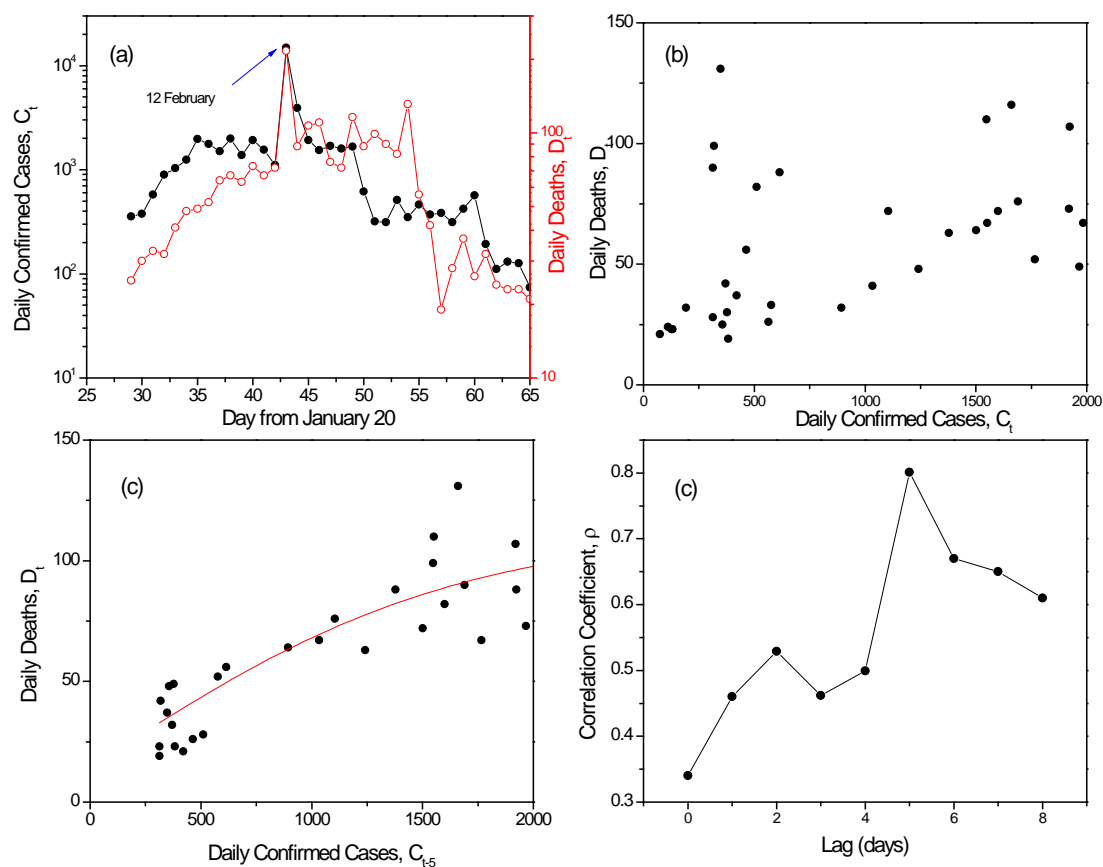 (a)
12 February
Daily Confirmed Cases, Cₜ
Daily Deaths, Dₜ
10⁴
10³
10²
10¹
100
10
25 30 35 40 45 50 55 60 65
Day from January 20
(b)
Daily Deaths, Dₜ
150
100
50
0
0 500 1000 1500 2000
Daily Confirmed Cases, Cₜ
(c)
Daily Deaths, Dₜ
150
100
50
0
0 500 1000 1500 2000
Daily Confirmed Cases, Cₜ₋₅
(c)
Correlation Coefficient, ρ
0.8
0.7
0.6
0.5
0.4
0.3
0 2 4 6 8
Lag (days)